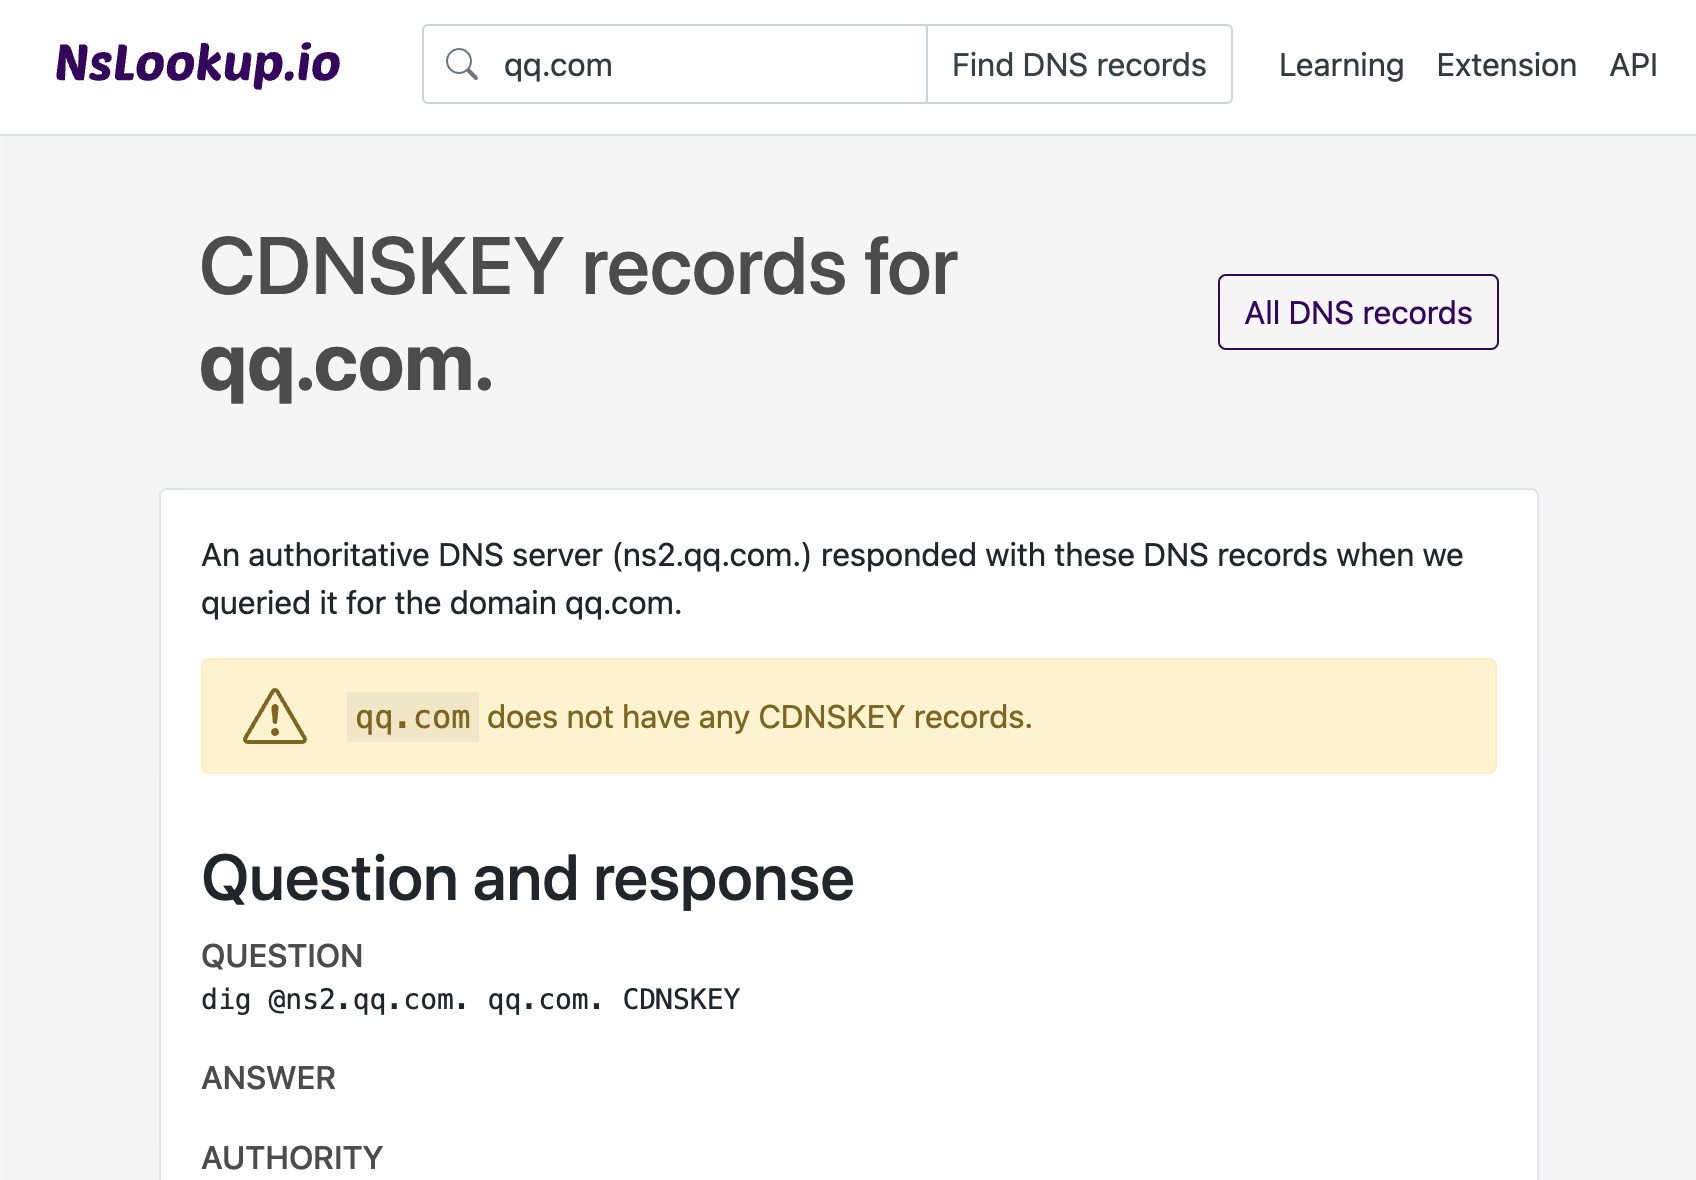 NsLookup.io
qq.com
Find DNS records
Learning
Extension
API
CDNSKEY records for
qq.com.
All DNS records
An authoritative DNS server (ns2.qq.com.) responded with these DNS records when we
queried it for the domain qq.com.
qq.com does not have any CDNSKEY records.
Question and response
QUESTION
dig @ns2.qq.com. qq.com. CDNSKEY
ANSWER
AUTHORITY